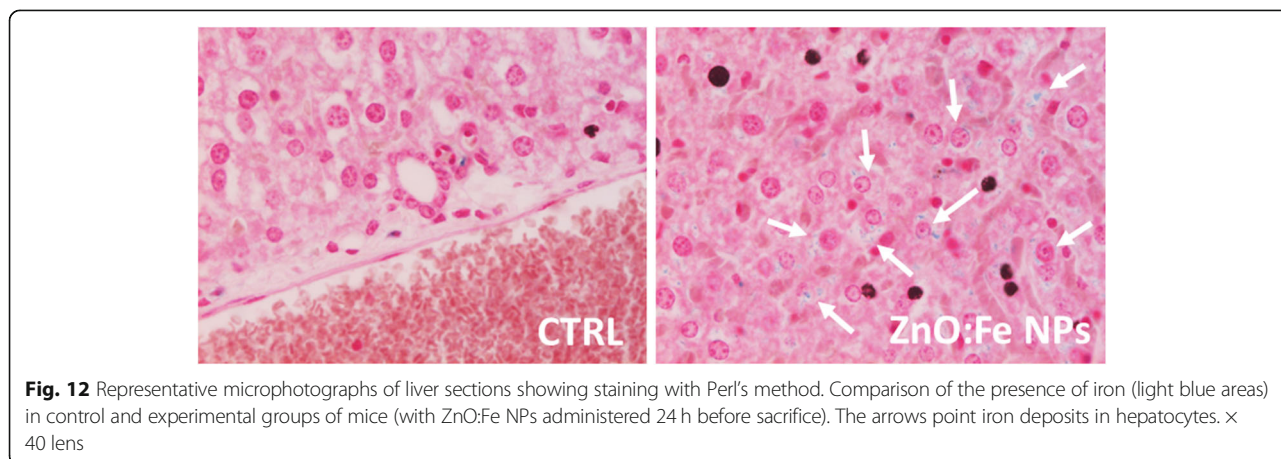 CTRL
ZnO:Fe NPs
Fig. 12 Representative microphotographs of liver sections showing staining with Perl's method. Comparison of the presence of iron (light blue areas)
in control and experimental groups of mice (with ZnO:Fe NPs administered 24 h before sacrifice). The arrows point iron deposits in hepatocytes. ×
40 lens